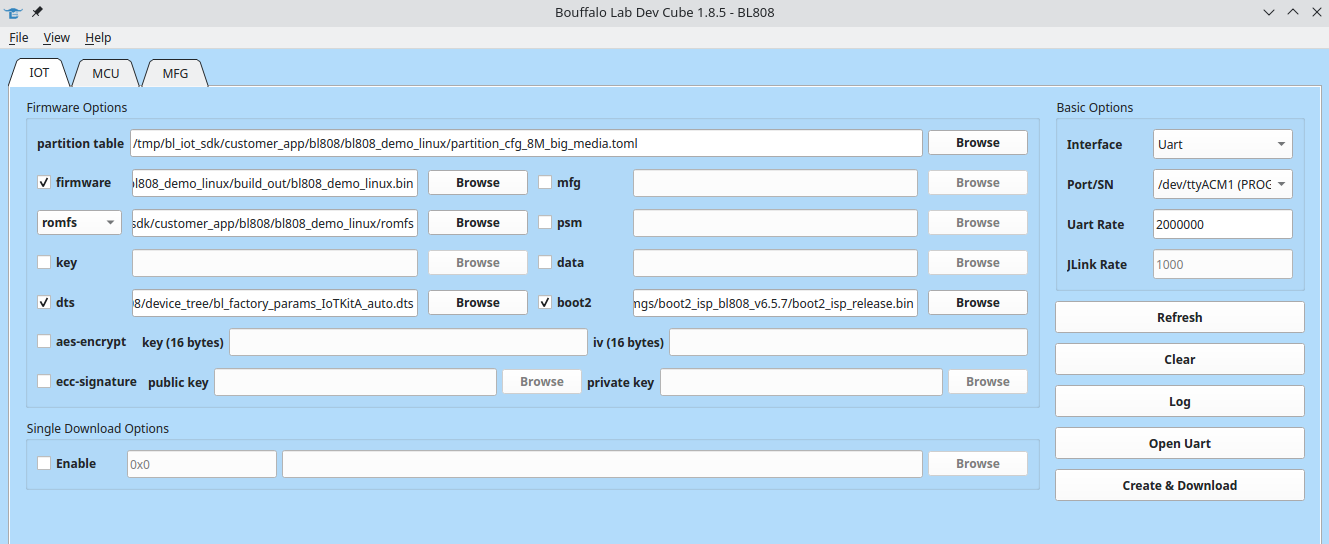 Bouffalo Lab Dev Cube 1.8.5 - BL808
File View Help
IOT MCU MFG
Firmware Options
partition table /tmp/bl_iot_sdk/customer_app/bl808/bl808_demo_linux/partition_cfg_8M_big_media.toml Browse
firmware l808_demo_linux/build_out/bl808_demo_linux.bin Browse mfg Browse
romfs sdk/customer_app/bl808/bl808_demo_linux/romfs Browse psm Browse
key Browse data Browse
dts 8/device_tree/bl_factory_params_IoTKitA_auto.dts Browse boot2 mgs/boot2_isp_bl808_v6.5.7/boot2_isp_release.bin Browse
aes-encrypt key (16 bytes) iv (16 bytes)
ecc-signature public key Browse private key Browse
Single Download Options
Enable 0x0 Browse
Basic Options
Interface Uart
Port/SN /dev/ttyACM1 (PROG
Uart Rate 2000000
JLink Rate 1000
Refresh
Clear
Log
Open Uart
Create & Download